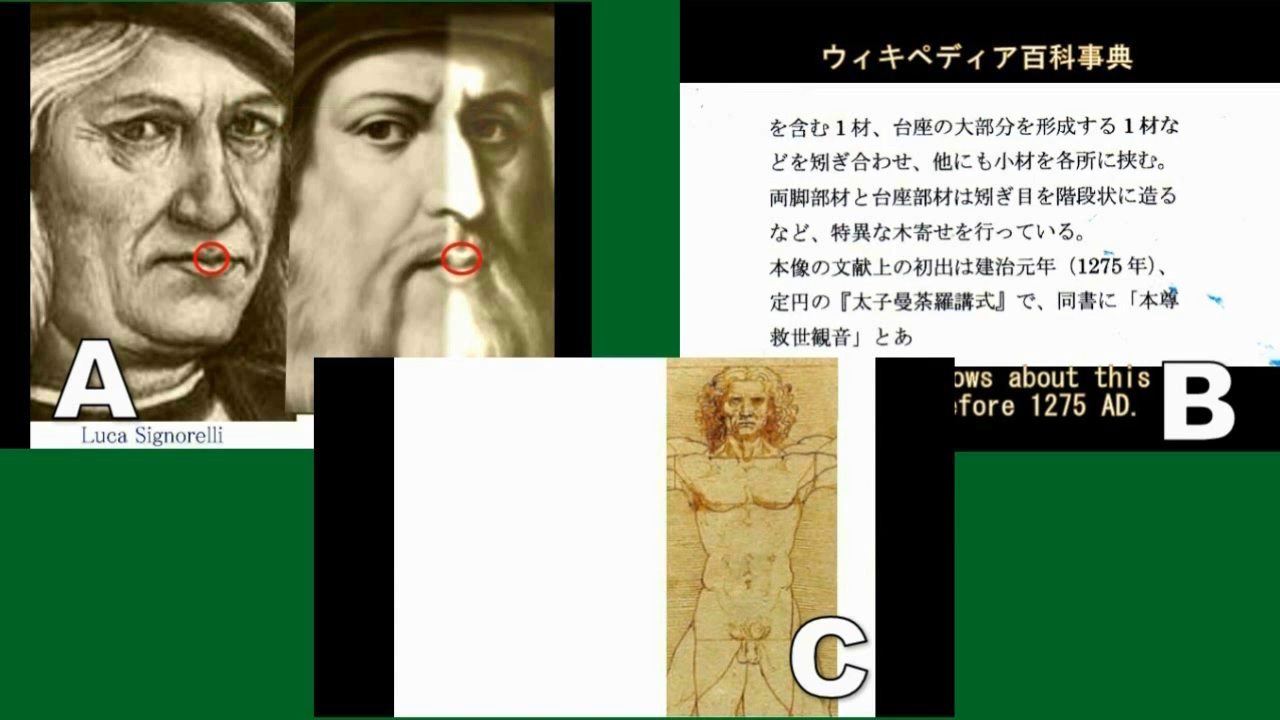 A
Luca Signorelli
ウィキペディア百科事典
を含む1材、台座の大部分を形成する1材な
どを矧ぎ合わせ、他にも小材を各所に挟む。
両脚部材と台座部材は矧ぎ目を階段状に造る
など、特異な木寄せを行っている。
本像の文献上の初出は建治元年（1275年）、
定円の『太子曼荼羅講式』で、同書に「本尊
救世観音」とあ
about this
1275 AD.
B
C